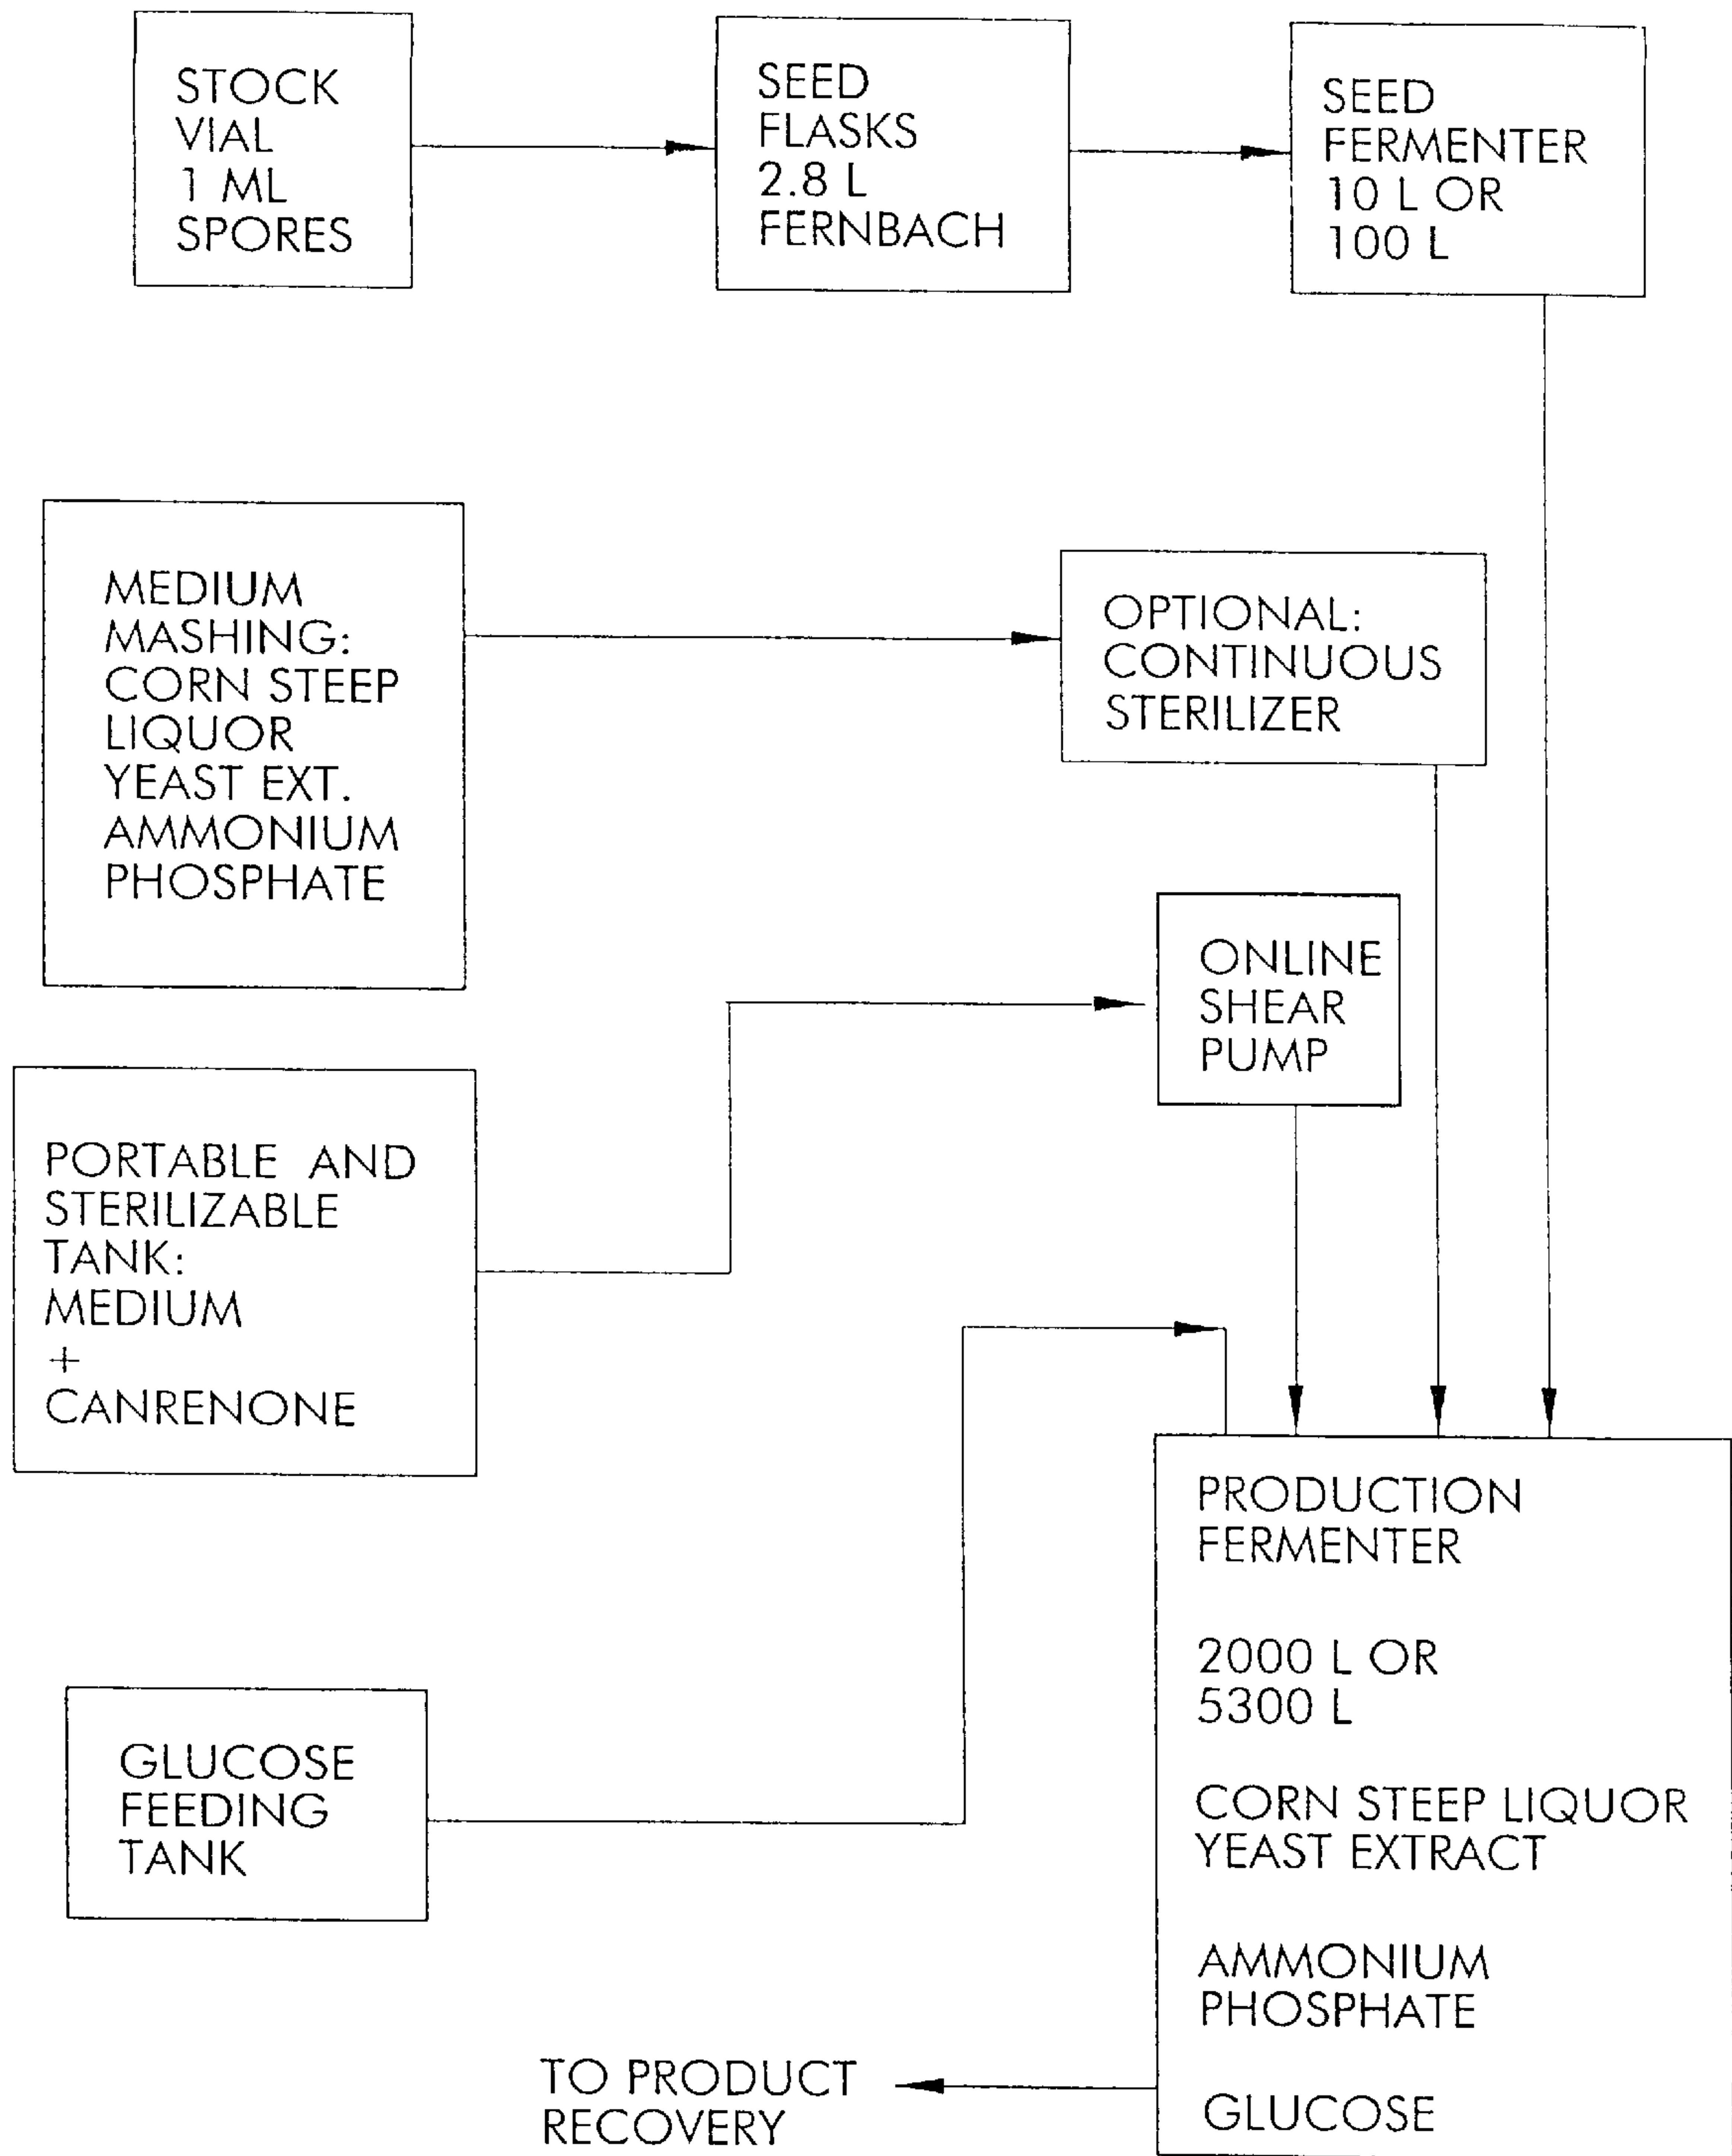 STOCK
VIAL
1 ML
SPORES
SEED
FLASKS
2.8 L
FERNBACH
SEED
FERMENTER
10 L OR
100 L
MEDIUM
MASHING:
CORN STEEP
LIQUOR
YEAST EXT.
AMMONIUM
PHOSPHATE
OPTIONAL:
CONTINUOUS
STERILIZER
ONLINE
SHEAR
PUMP
PORTABLE AND
STERILIZABLE
TANK:
MEDIUM
+
CANRENONE
GLUCOSE
FEEDING
TANK
PRODUCTION
FERMENTER
2000 L OR
5300 L
CORN STEEP LIQUOR
YEAST EXTRACT
AMMONIUM
PHOSPHATE
GLUCOSE
TO PRODUCT
RECOVERY